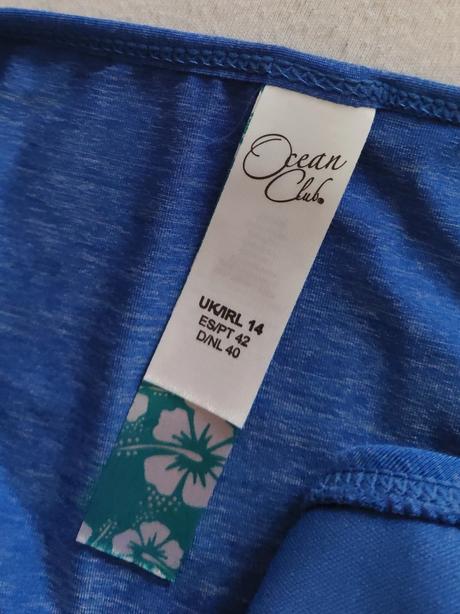 Ocean
Club®
UK/IRL 14
ES/PT 42
D/NL 40